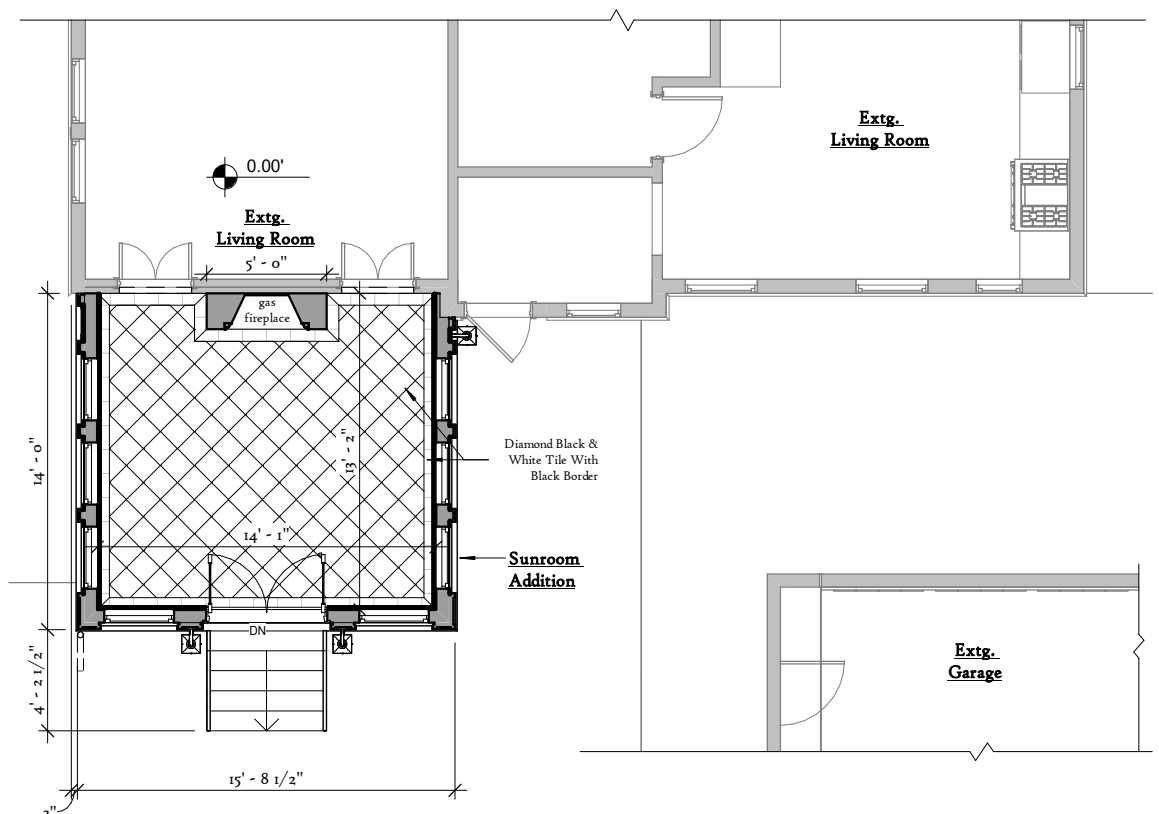 Extg.
Living Room
0.00'
Extg.
Living Room
5' - 0"
gas
fireplace
14' - 0"
13' - 2"
Diamond Black &
White Tile With
Black Border
14' - 1"
Sunroom
Addition
DN
4' - 2 1/2"
Extg.
Garage
15' - 8 1/2"